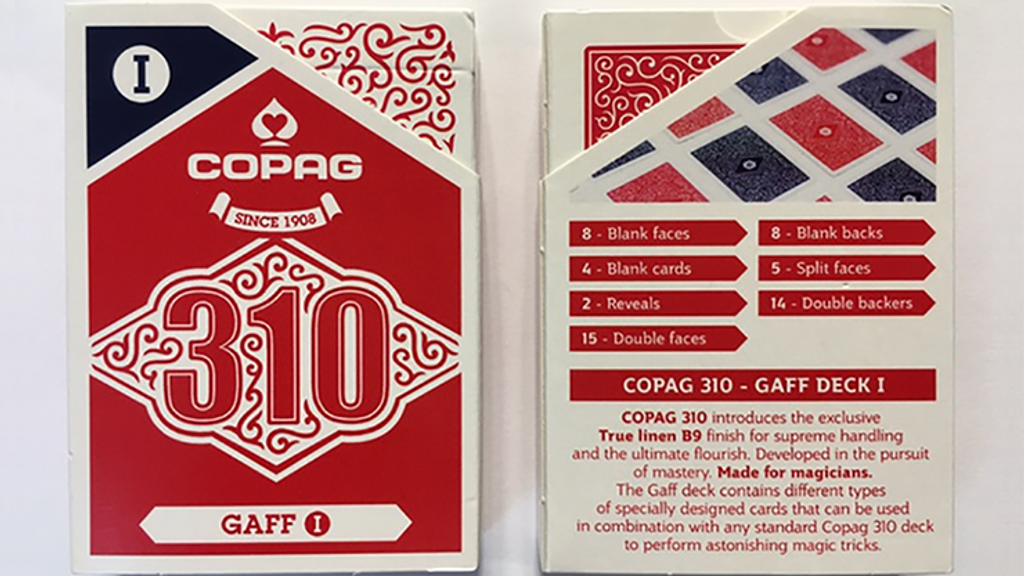 I
COPAG
SINCE 1908
310
GAFF I
8 - Blank faces
8 - Blank backs
4 - Blank cards
5 - Split faces
2 - Reveals
14 - Double backers
15 - Double faces
COPAG 310 - GAFF DECK I
COPAG 310 introduces the exclusive
True linen B9 finish for supreme handling
and the ultimate flourish. Developed in the pursuit
of mastery. Made for magicians.
The Gaff deck contains different types
of specially designed cards that can be used
in combination with any standard Copag 310 deck
to perform astonishing magic tricks.